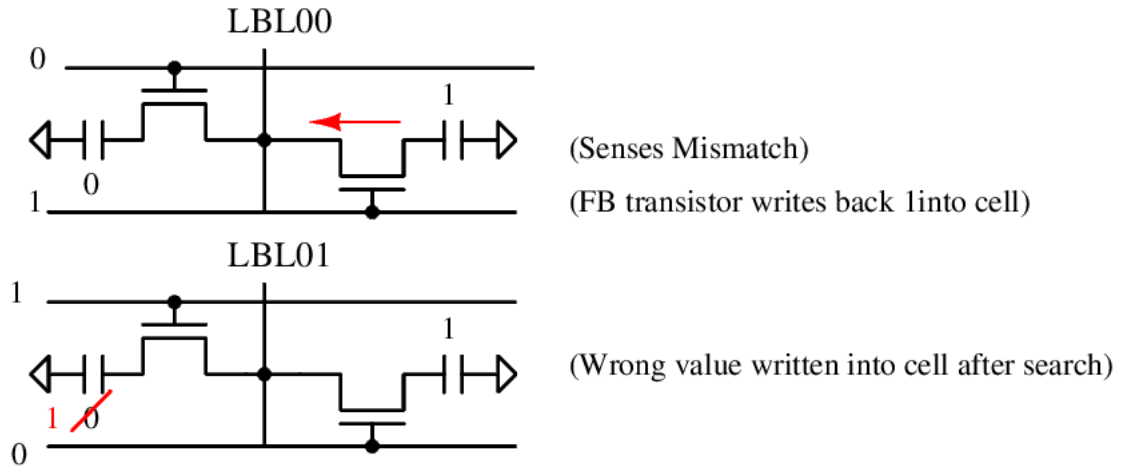 LBL00
0
1
0
1
(Senses Mismatch)
(FB transistor writes back 1into cell)
LBL01
1
1
1 0
0
(Wrong value written into cell after search)